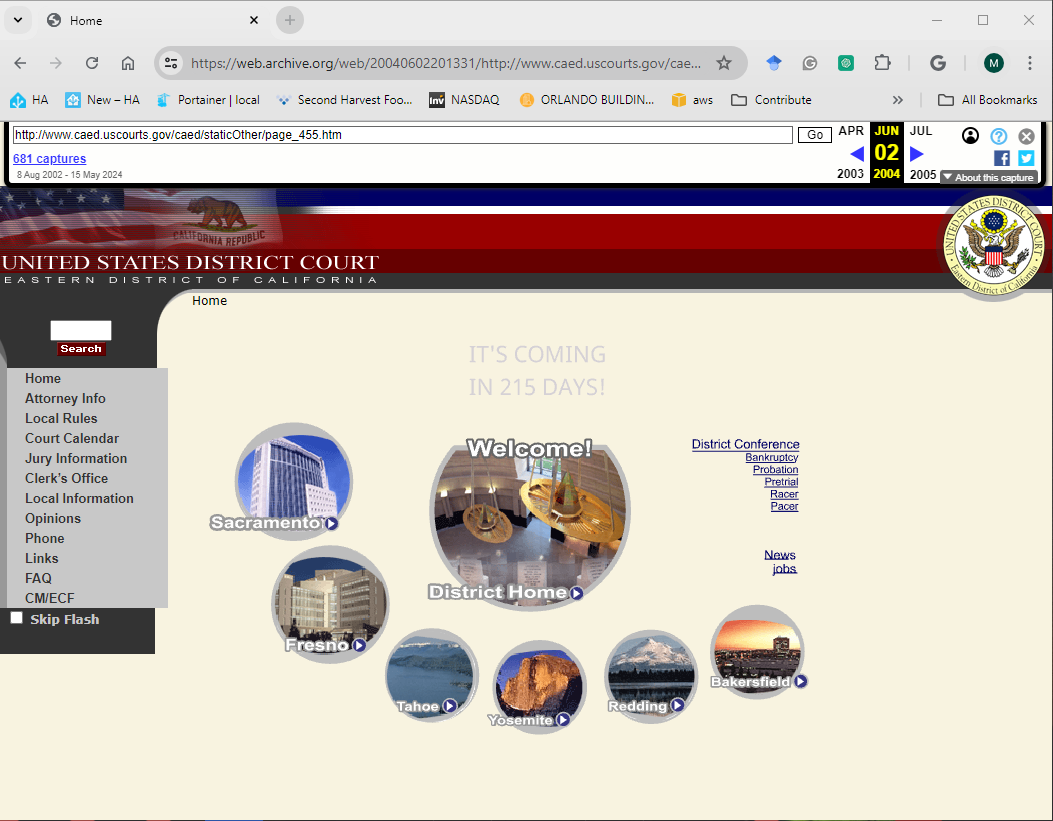 Home
https://web.archive.org/web/20040602201331/http://www.caed.uscourts.gov/cae...
M
HA
New – HA
Portainer | local
Second Harvest Foo...
inv NASDAQ
ORLANDO BUILDIN...
aws
Contribute
All Bookmarks
http://www.caed.uscourts.gov/caed/staticOther/page_455.htm
Go
APR JUN JUL
681 captures
02
8 Aug 2002 - 15 May 2024
2003 2004 2005
About this capture
CALIFORNIA REPUBLIC
UNITED STATES DISTRICT COURT
EASTERN DISTRICT OF CALIFORNIA
UNITED STATES DISTRICT COURT
Eastern District of California
Home
Search
IT'S COMING
IN 215 DAYS!
Home
Attorney Info
Local Rules
Court Calendar
Jury Information
Clerk's Office
Local Information
Opinions
Phone
Links
FAQ
CM/ECF
Skip Flash
Welcome!
District Home
Sacramento
Fresno
Tahoe
Yosemite
Redding
Bakersfield
District Conference
Bankruptcy
Probation
Pretrial
Racer
Pacer
News
jobs